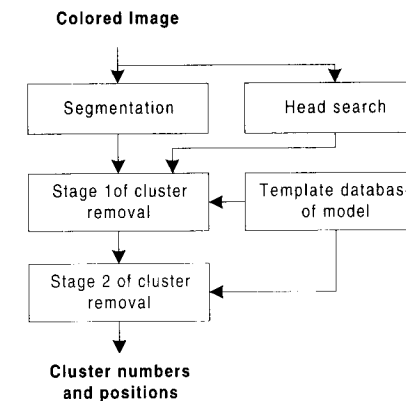 Colored Image
Segmentation
Head search
Stage 1of cluster
removal
Template databas
of model
Stage 2 of cluster
removal
Cluster numbers
and positions